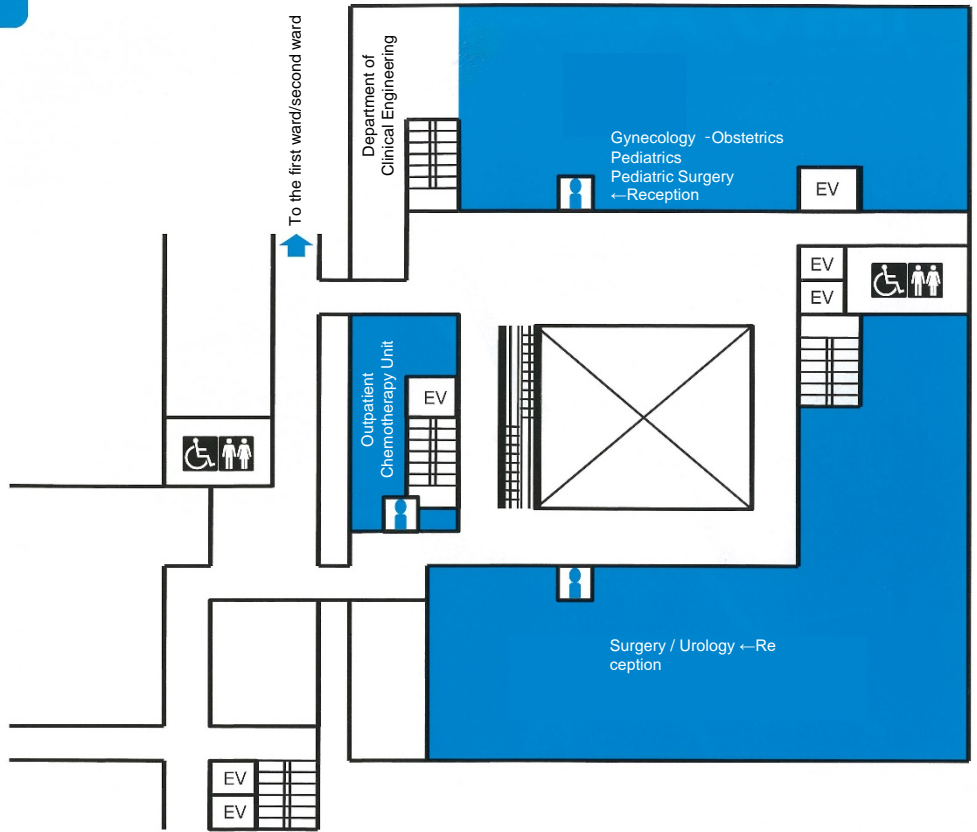 To the first ward/second ward
Department of
Clinical Engineering
Gynecology -Obstetrics
Pediatrics
Pediatric Surgery
←Reception
EV
EV
EV
Outpatient
Chemotherapy Unit
EV
Surgery / Urology ←Re
ception
EV
EV